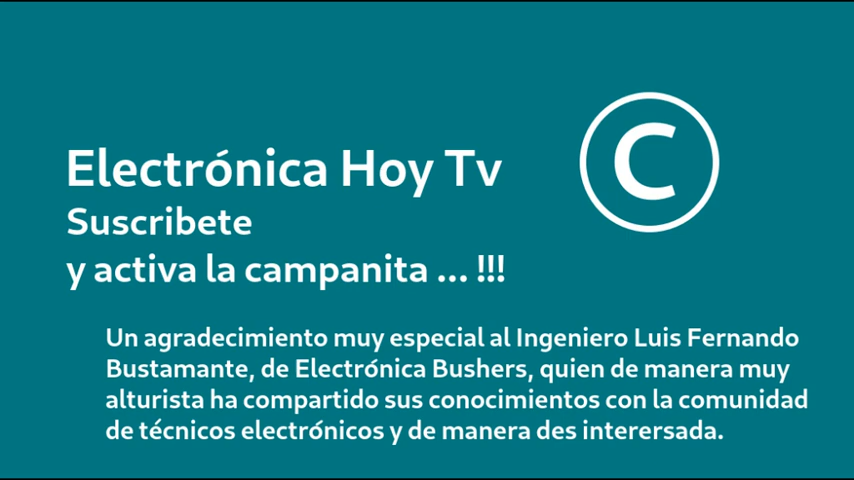 Electrónica Hoy Tv
Suscribete
y activa la campanita ... !!!
C
Un agradecimiento muy especial al Ingeniero Luis Fernando
Bustamante, de Electrónica Bushers, quien de manera muy
alturista ha compartido sus conocimientos con la comunidad
de técnicos electrónicos y de manera des interersada.